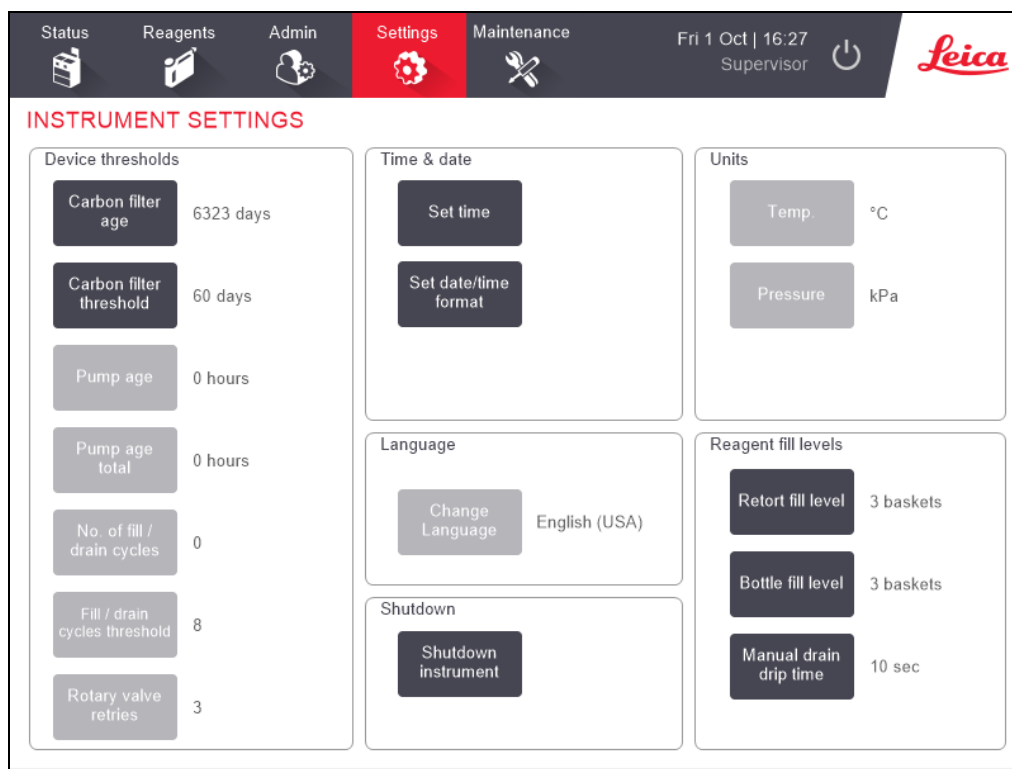 Status Reagents Admin Settings Maintenance
Fri 1 Oct | 16:27
Supervisor
Leica
INSTRUMENT SETTINGS
Device thresholds
Carbon filter
age
6323 days
Carbon filter
threshold
60 days
Pump age
0 hours
Pump age
total
0 hours
No. of fill /
drain cycles
0
Fill / drain
cycles threshold
8
Rotary valve
retries
3
Time & date
Set time
Set date/time
format
Language
Change
Language
English (USA)
Shutdown
Shutdown
instrument
Units
Temp.
°C
Pressure
kPa
Reagent fill levels
Retort fill level
3 baskets
Bottle fill level
3 baskets
Manual drain
drip time
10 sec